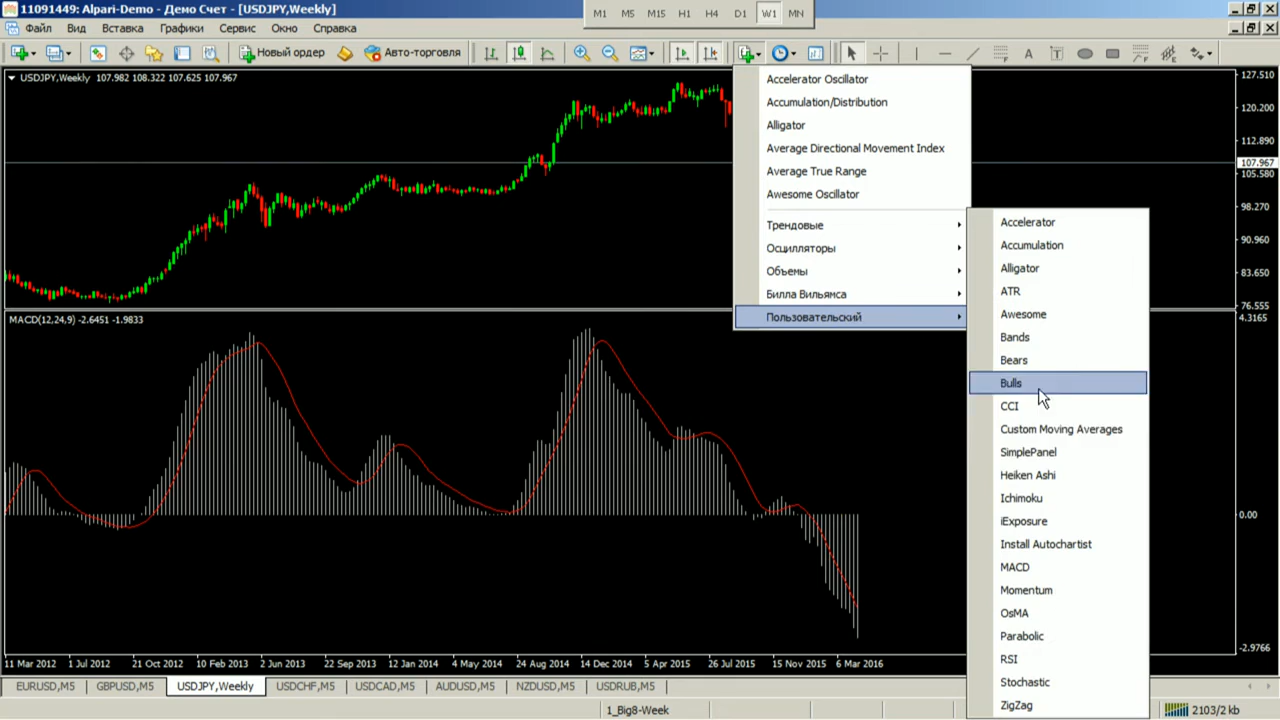 11091449: Alpari-Demo - Демо Счет - [USDJPY,Weekly]
M1 M5 M15 H1 H4 D1 W1 MN
Файл Вид Вставка Графики Сервис Окно Справка
Новый ордер Авто-торговля
USDJPY,Weekly 107.982 108.322 107.625 107.967
Accelerator Oscillator
Accumulation/Distribution
Alligator
Average Directional Movement Index
Average True Range
Awesome Oscillator
Трендовые
Осцилляторы
Объемы
Билла Вильямса
Пользовательский
Accelerator
Accumulation
Alligator
ATR
Awesome
Bands
Bears
Bulls
CCI
Custom Moving Averages
SimplePanel
Heiken Ashi
Ichimoku
iExposure
Install Autochartist
MACD
Momentum
OsMA
Parabolic
RSI
Stochastic
ZigZag
127.510
120.200
112.890
107.967
105.580
98.270
90.960
83.650
76.555
MACD(12,24,9) -2.6451 -1.9833
4.3165
0.00
-2.9766
11 Mar 2012 1 Jul 2012 21 Oct 2012 10 Feb 2013 2 Jun 2013 22 Sep 2013 12 Jan 2014 4 May 2014 24 Aug 2014 14 Dec 2014 5 Apr 2015 26 Jul 2015 15 Nov 2015 6 Mar 2016
EURUSD,M5 GBPUSD,M5 USDJPY,Weekly USDCHF,M5 USDCAD,M5 AUDUSD,M5 NZDUSD,M5 USDRUB,M5
1_Big8-Week 2103/2 kb